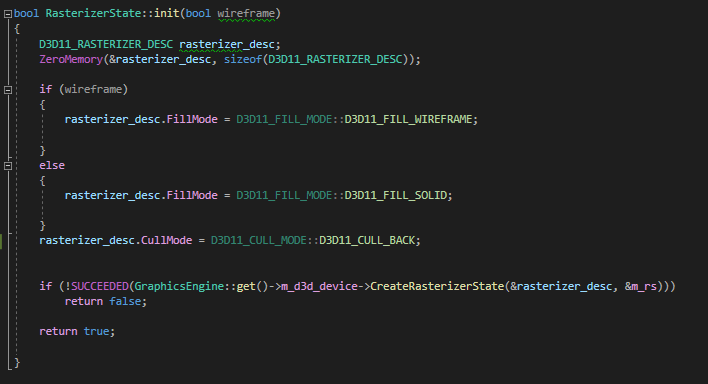 bool RasterizerState::init(bool wireframe)
{
D3D11_RASTERIZER_DESC rasterizer_desc;
ZeroMemory(&rasterizer_desc, sizeof(D3D11_RASTERIZER_DESC));
if (wireframe)
{
rasterizer_desc.FillMode = D3D11_FILL_MODE::D3D11_FILL_WIREFRAME;
}
else
{
rasterizer_desc.FillMode = D3D11_FILL_MODE::D3D11_FILL_SOLID;
}
rasterizer_desc.CullMode = D3D11_CULL_MODE::D3D11_CULL_BACK;
if (!SUCCEEDED(GraphicsEngine::get()->m_d3d_device->CreateRasterizerState(&rasterizer_desc, &m_rs)))
return false;
return true;
}